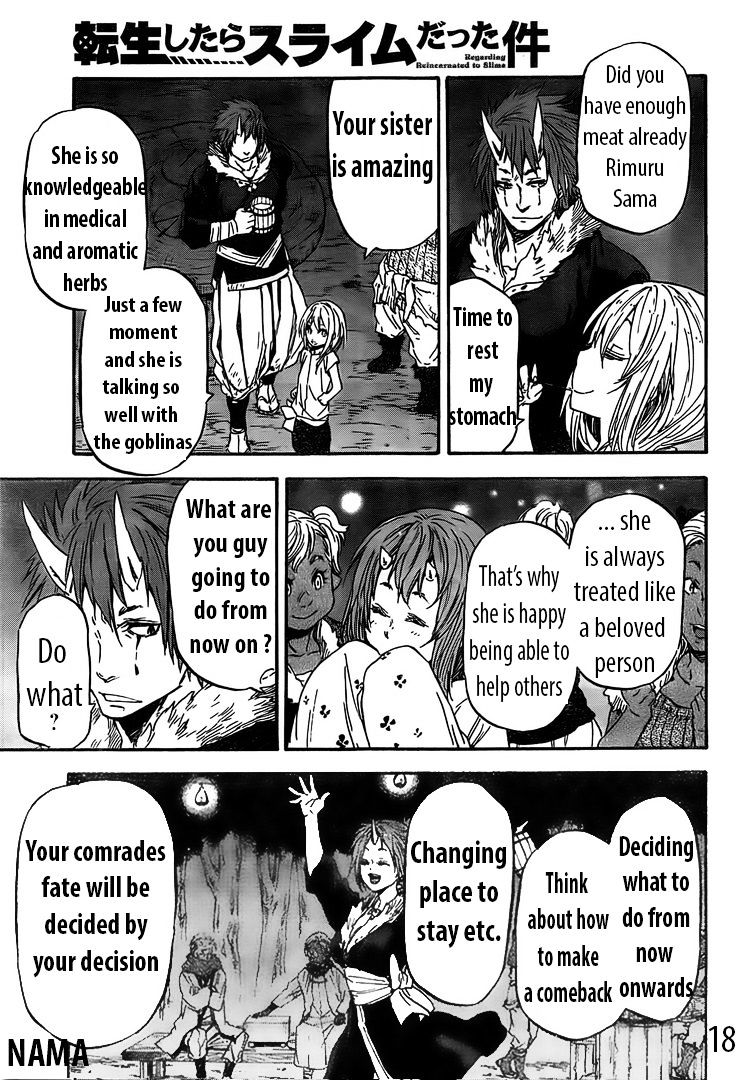 転生したらスライムだった件
Regarding
Reincarnated to Slime
Did you
have enough
meat already
Rimuru
Sama
Time to
rest
my
stomach
Your sister
is amazing
She is so
knowledgeable
in medical
and aromatic
herbs
Just a few
moment
and she is
talking so
well with
the goblinas
... she
is always
treated like
a beloved
person
That's why
she is happy
being able to
help others
What are
you guy
going to
do from
now on ?
Do
what
?
Deciding
what to
do from
now
onwards
Think
about how
to make
a comeback
Changing
place to
stay etc.
Your comrades
fate will be
decided by
your decision
NAMA
18